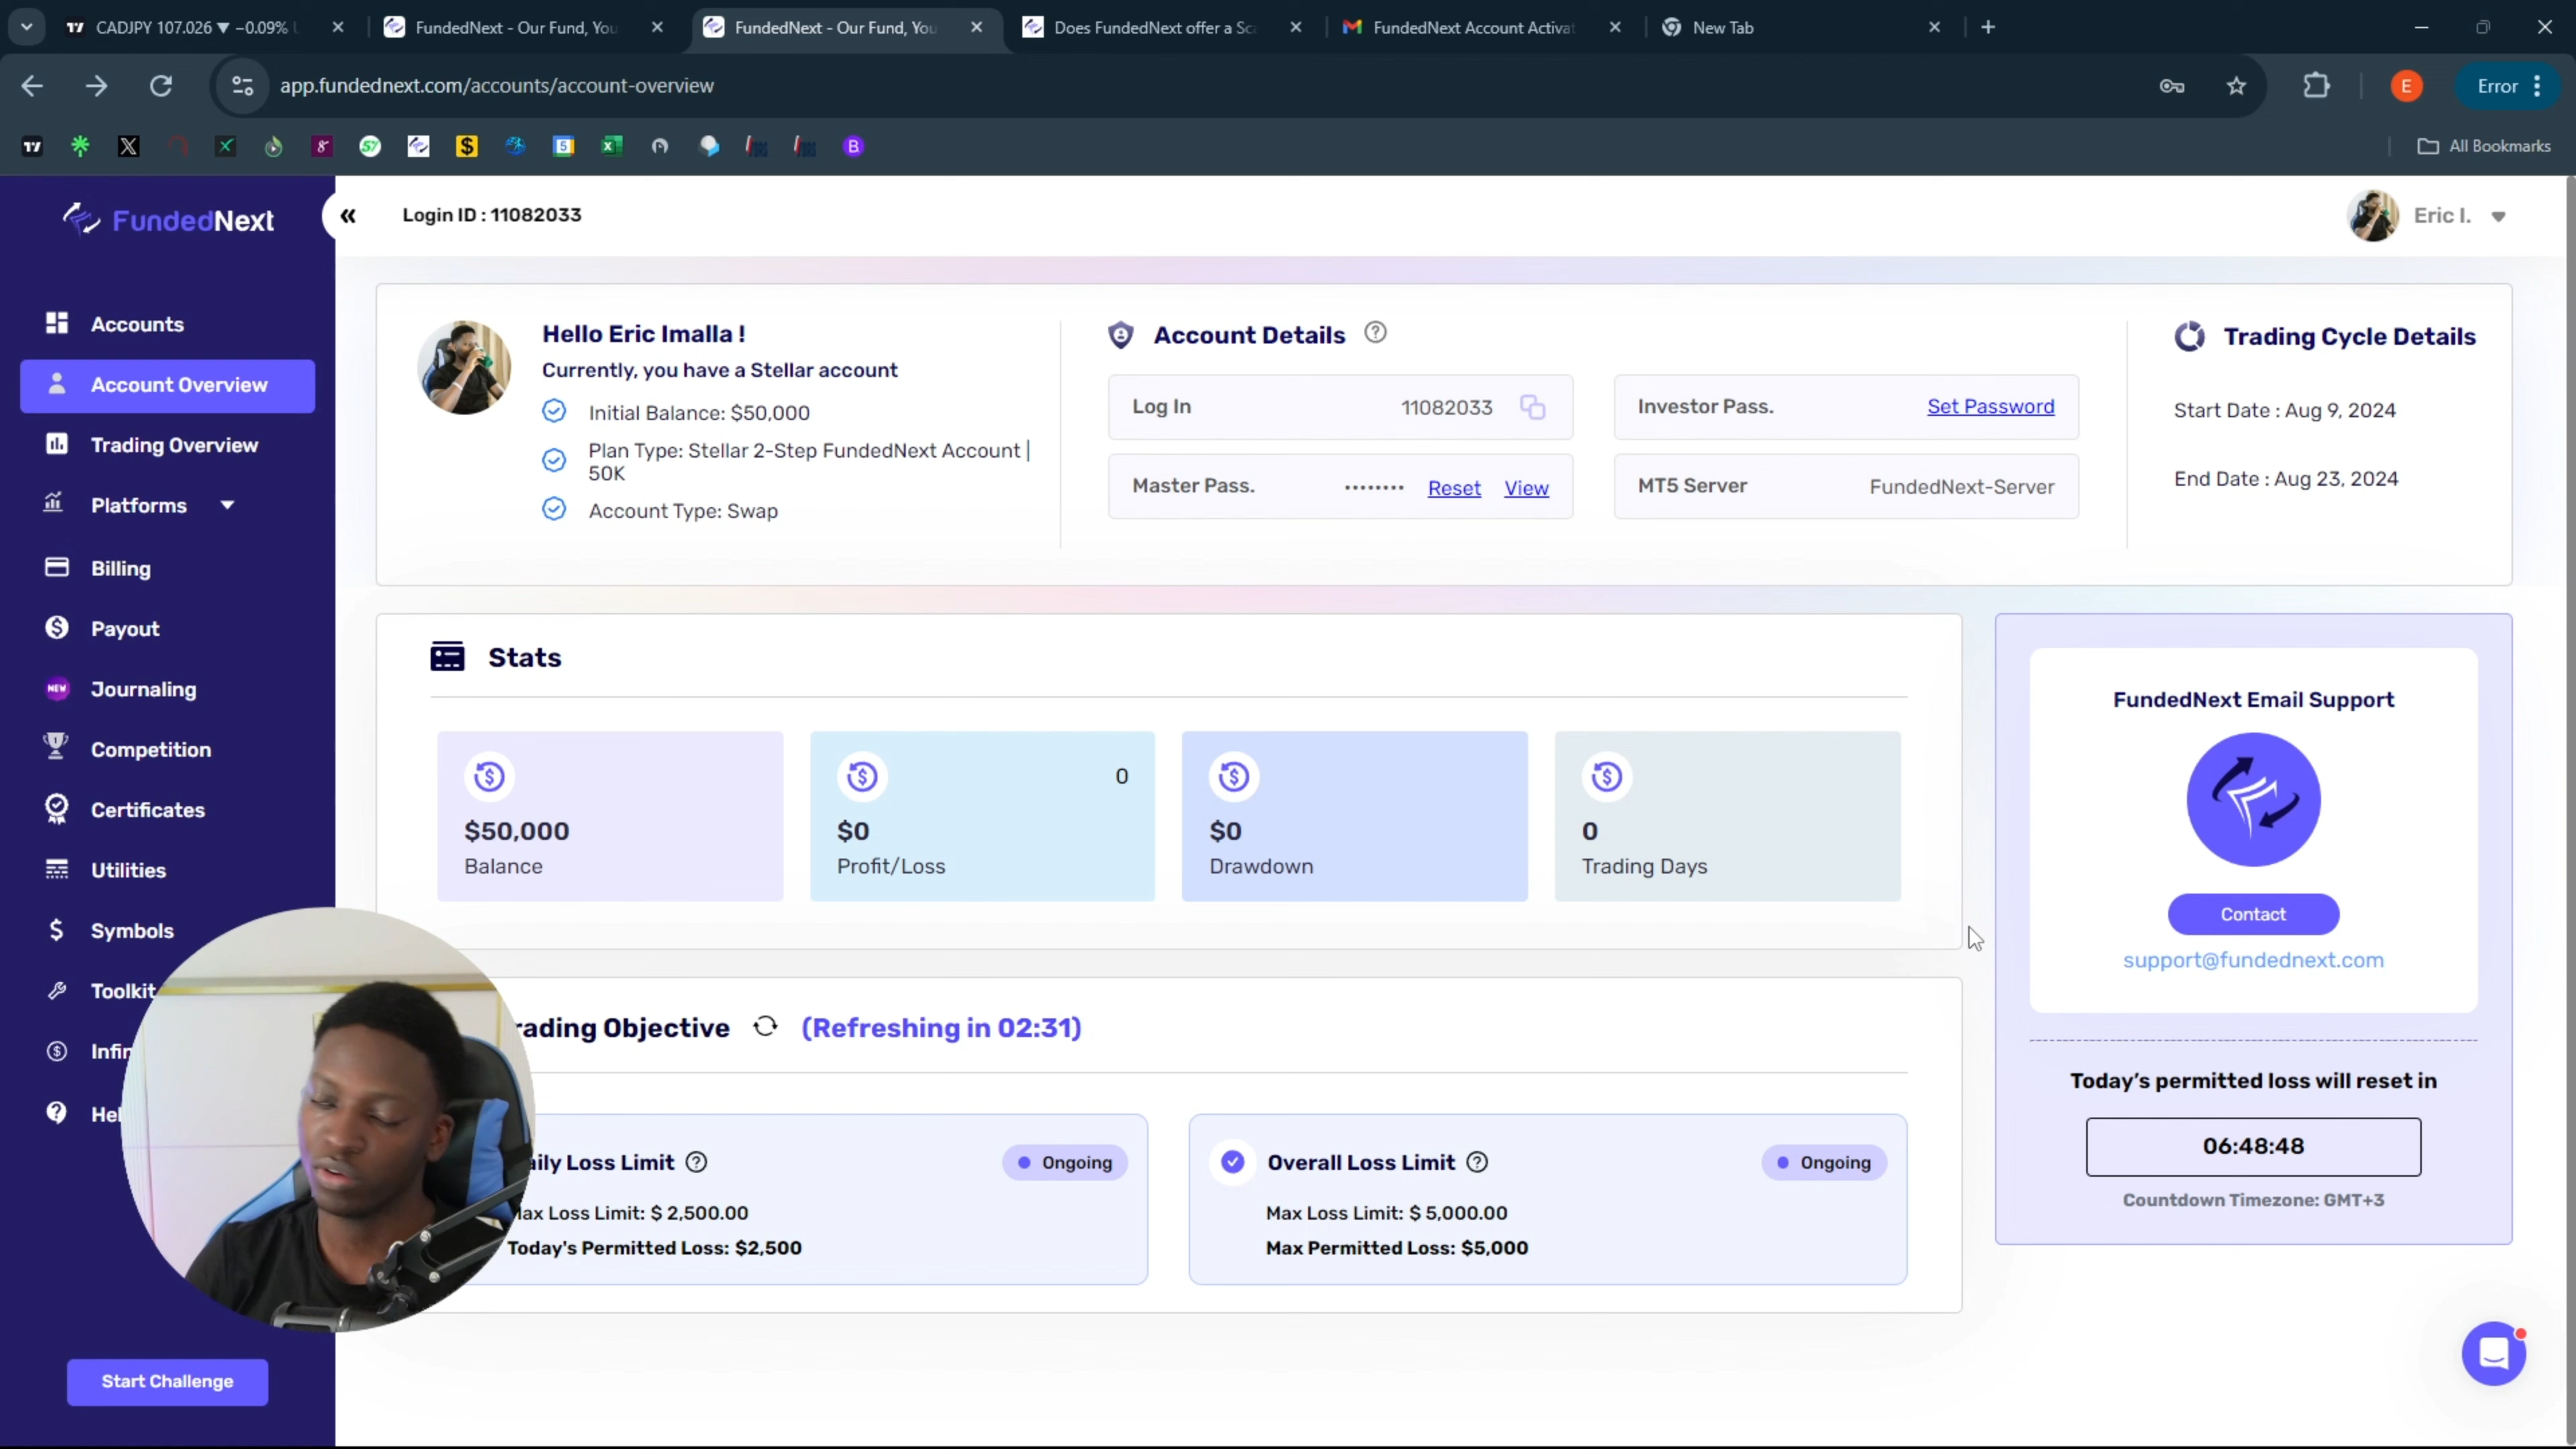 CADJPY 107.026 ▼ −0.09%
FundedNext - Our Fund, You
FundedNext - Our Fund, You
Does FundedNext offer a Sca
FundedNext Account Activat
New Tab
app.fundednext.com/accounts/account-overview
E
Error
All Bookmarks
FundedNext
Login ID : 11082033
Eric I.
Accounts
Account Overview
Trading Overview
Platforms
Billing
Payout
NEW
Journaling
Competition
Certificates
Utilities
Symbols
Toolkit
Infin
Hel
Start Challenge
Hello Eric Imalla !
Currently, you have a Stellar account
Initial Balance: $50,000
Plan Type: Stellar 2-Step FundedNext Account |
50K
Account Type: Swap
Account Details
Log In 11082033
Investor Pass. Set Password
Master Pass. •••••••• Reset View
MT5 Server FundedNext-Server
Trading Cycle Details
Start Date : Aug 9, 2024
End Date : Aug 23, 2024
Stats
$50,000
Balance
0
$0
Profit/Loss
$0
Drawdown
0
Trading Days
rading Objective (Refreshing in 02:31)
aily Loss Limit Ongoing
ax Loss Limit: $ 2,500.00
Today's Permitted Loss: $2,500
Overall Loss Limit Ongoing
Max Loss Limit: $ 5,000.00
Max Permitted Loss: $5,000
FundedNext Email Support
Contact
support@fundednext.com
Today's permitted loss will reset in
06:48:48
Countdown Timezone: GMT+3